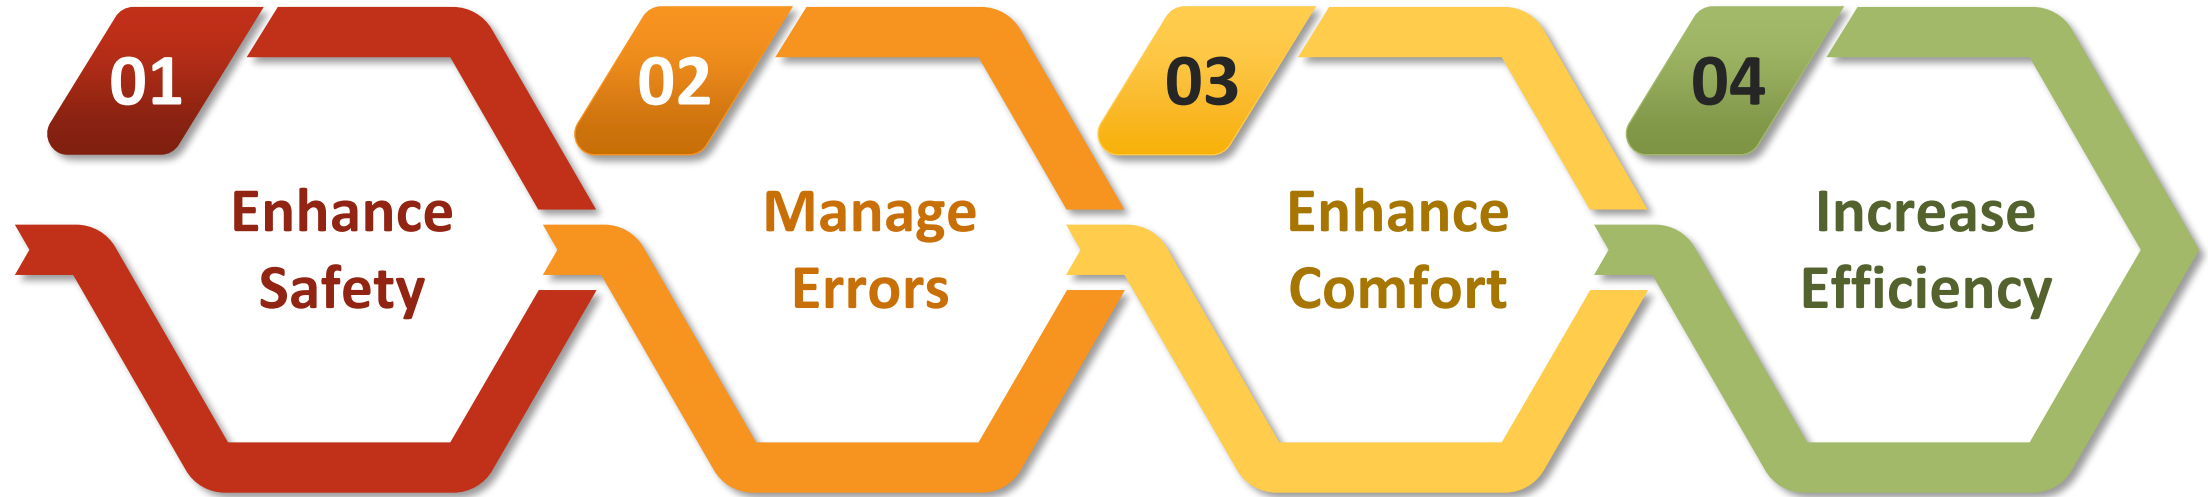 01
Enhance
Safety
02
Manage
Errors
03
Enhance
Comfort
04
Increase
Efficiency